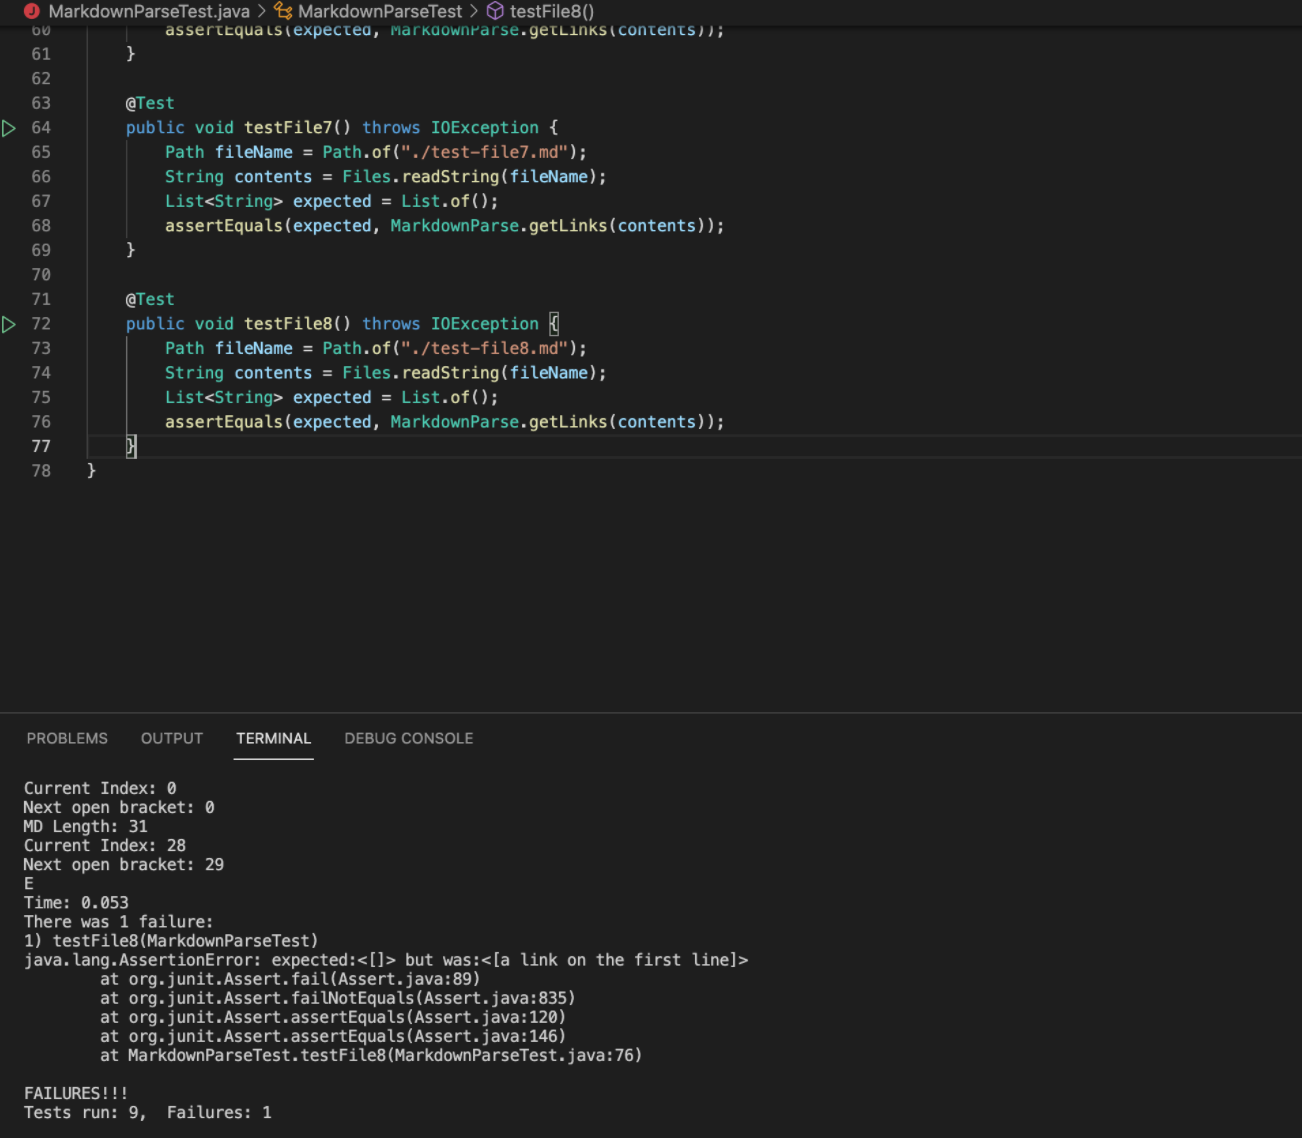 MarkdownParseTest.java > MarkdownParseTest > testFile8()
60 assertEquals(expected, MarkdownParse.getLinks(contents));
61 }
62
63 @Test
64 public void testFile7() throws IOException {
65 Path fileName = Path.of("./test-file7.md");
66 String contents = Files.readString(fileName);
67 List<String> expected = List.of();
68 assertEquals(expected, MarkdownParse.getLinks(contents));
69 }
70
71 @Test
72 public void testFile8() throws IOException {
73 Path fileName = Path.of("./test-file8.md");
74 String contents = Files.readString(fileName);
75 List<String> expected = List.of();
76 assertEquals(expected, MarkdownParse.getLinks(contents));
77 }
78 }
PROBLEMS OUTPUT TERMINAL DEBUG CONSOLE
Current Index: 0
Next open bracket: 0
MD Length: 31
Current Index: 28
Next open bracket: 29
E
Time: 0.053
There was 1 failure:
1) testFile8(MarkdownParseTest)
java.lang.AssertionError: expected:<[]> but was:<[a link on the first line]>
at org.junit.Assert.fail(Assert.java:89)
at org.junit.Assert.failNotEquals(Assert.java:835)
at org.junit.Assert.assertEquals(Assert.java:120)
at org.junit.Assert.assertEquals(Assert.java:146)
at MarkdownParseTest.testFile8(MarkdownParseTest.java:76)
FAILURES!!!
Tests run: 9,  Failures: 1